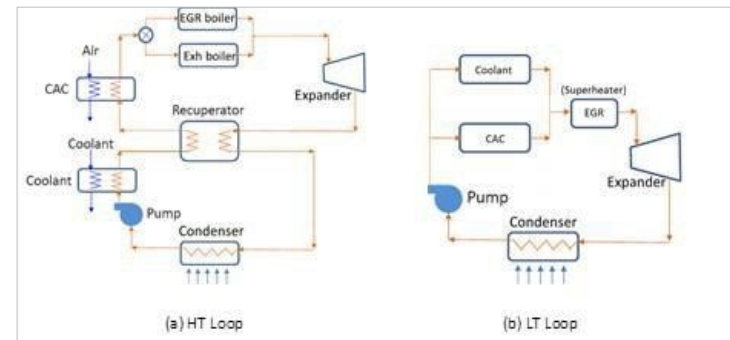 EGR boiler
Air
Exh boiler
CAC
Expander
Recuperator
Coolant
Coolant
Pump
Condenser
(a) HT Loop
Coolant
(Superheater)
EGR
CAC
Expander
Pump
Condenser
(b) LT Loop